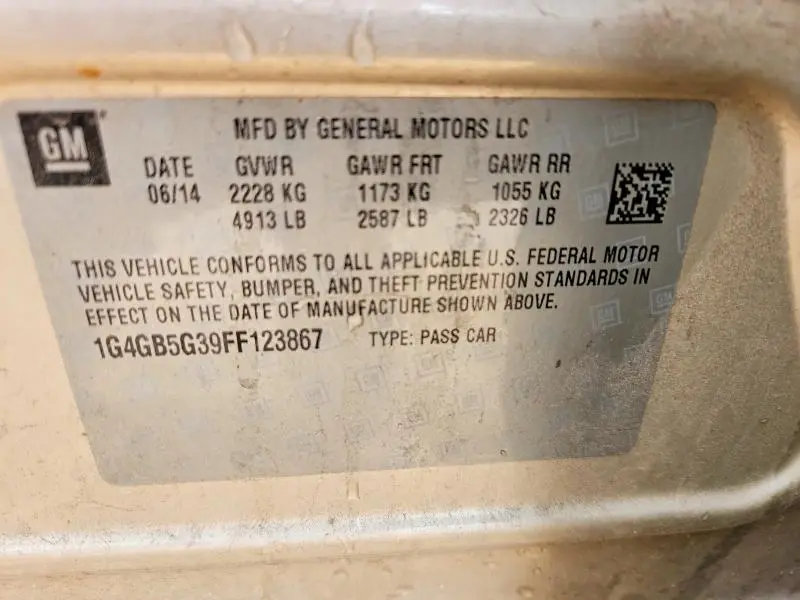 GM
MFD BY GENERAL MOTORS LLC
DATE GVWR GAWR FRT GAWR RR
06/14 2228 KG 1173 KG 1055 KG
4913 LB 2587 LB 2326 LB
THIS VEHICLE CONFORMS TO ALL APPLICABLE U.S. FEDERAL MOTOR
VEHICLE SAFETY, BUMPER, AND THEFT PREVENTION STANDARDS IN
EFFECT ON THE DATE OF MANUFACTURE SHOWN ABOVE.
1G4GB5G39FF123867 TYPE: PASS CAR